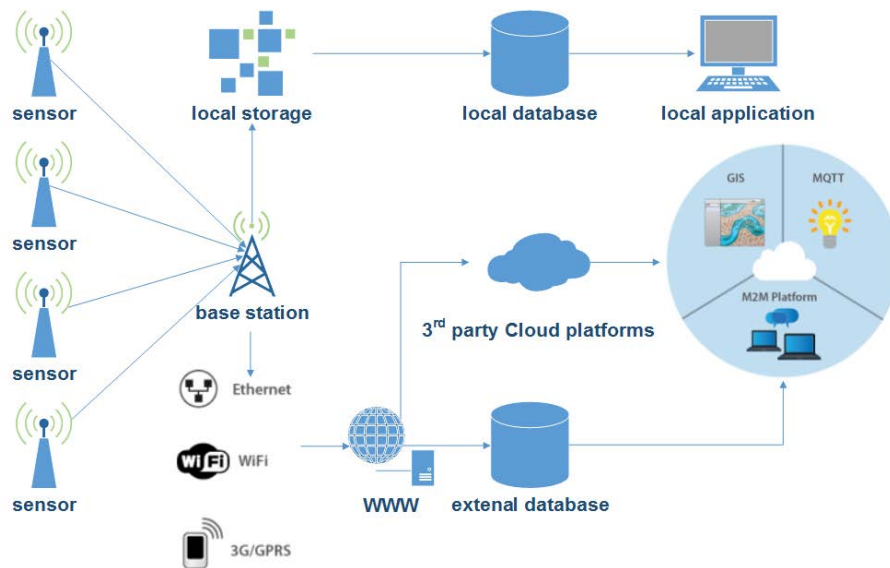 sensor
local storage
local database
local application
sensor
GIS
MQTT
base station
3rd party Cloud platforms
M2M Platform
sensor
Ethernet
sensor
WiFi WiFi
WWW
extenal database
3G/GPRS